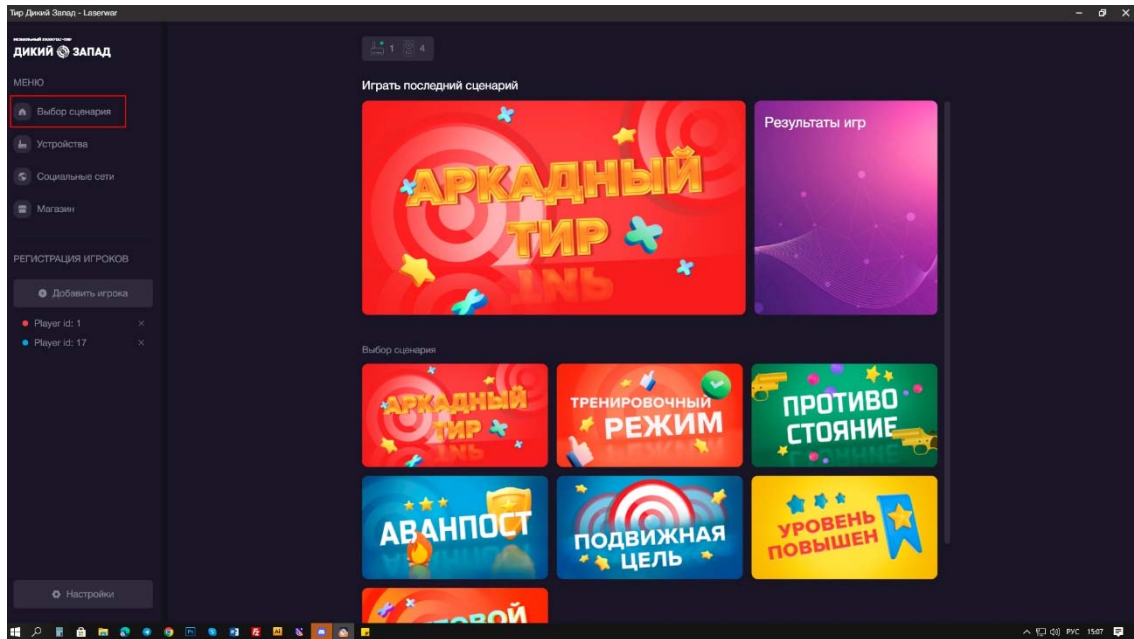 Тир Дикий Запад - Laserwar
ДИКИЙ ЗАПАД
МЕНЮ
Выбор сценария
Устройства
Социальные сети
Магазин
РЕГИСТРАЦИЯ ИГРОКОВ
Добавить игрока
Player id: 1
Player id: 17
Настройки
1 4
Играть последний сценарий
АРКАДНЫЙ
ТИР
Результаты игр
Выбор сценария
АРКАДНЫЙ
ТИР
ТРЕНИРОВОЧНЫЙ
РЕЖИМ
ПРОТИВО
СТОЯНИЕ
АВАНПОСТ
ПОДВИЖНАЯ
ЦЕЛЬ
УРОВЕНЬ
ПОВЫШЕН
РУС 15:07